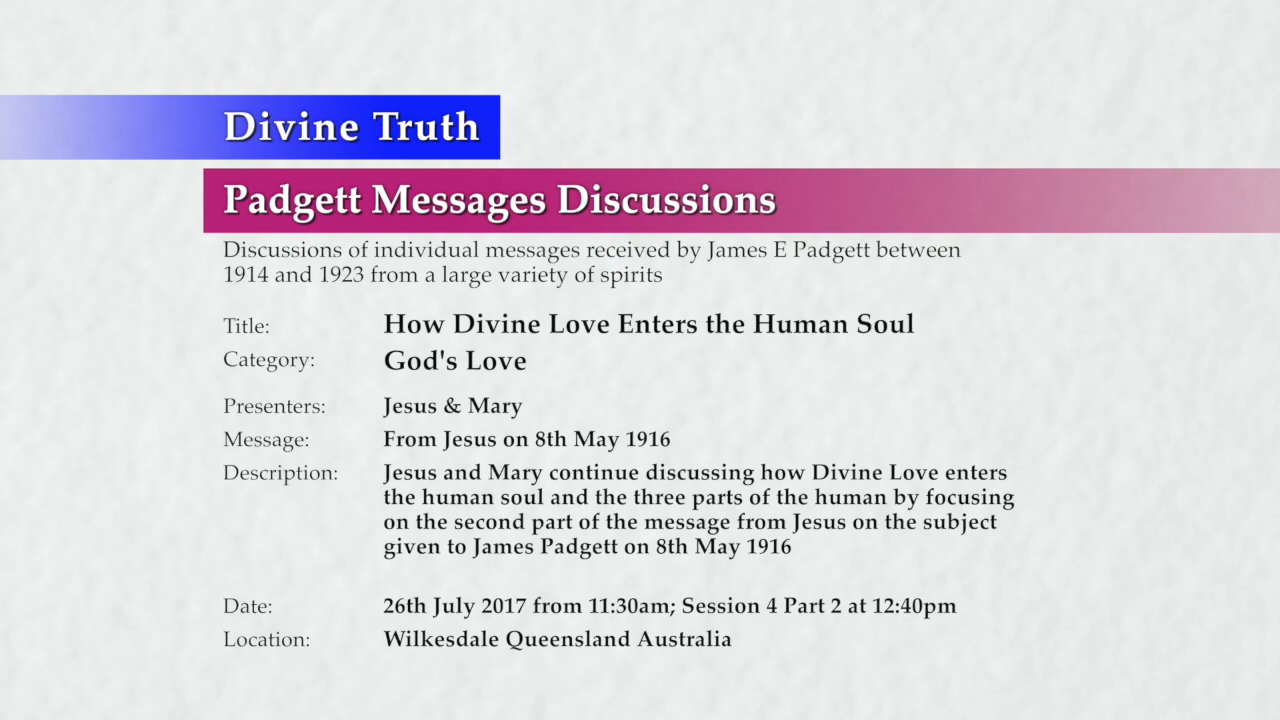 Divine Truth
Padgett Messages Discussions
Discussions of individual messages received by James E Padgett between
1914 and 1923 from a large variety of spirits
Title: How Divine Love Enters the Human Soul
Category: God's Love
Presenters: Jesus & Mary
Message: From Jesus on 8th May 1916
Description: Jesus and Mary continue discussing how Divine Love enters
the human soul and the three parts of the human by focusing
on the second part of the message from Jesus on the subject
given to James Padgett on 8th May 1916
Date: 26th July 2017 from 11:30am; Session 4 Part 2 at 12:40pm
Location: Wilkesdale Queensland Australia